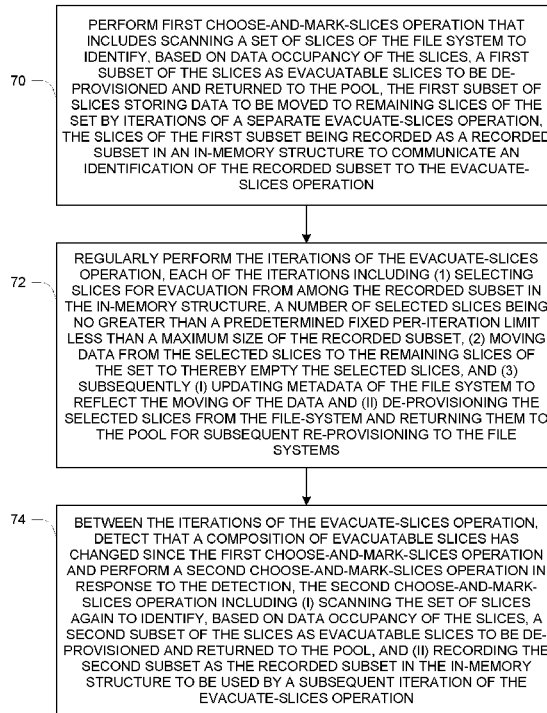 PERFORM FIRST CHOOSE-AND-MARK-SLICES OPERATION THAT
INCLUDES SCANNING A SET OF SLICES OF THE FILE SYSTEM TO
IDENTIFY, BASED ON DATA OCCUPANCY OF THE SLICES, A FIRST
SUBSET OF THE SLICES AS EVACUATABLE SLICES TO BE DE-
PROVISIONED AND RETURNED TO THE POOL, THE FIRST SUBSET OF
70
SLICES STORING DATA TO BE MOVED TO REMAINING SLICES OF THE
SET BY ITERATIONS OF A SEPARATE EVACUATE-SLICES OPERATION,
THE SLICES OF THE FIRST SUBSET BEING RECORDED AS A RECORDED
SUBSET IN AN IN-MEMORY STRUCTURE TO COMMUNICATE AN
IDENTIFICATION OF THE RECORDED SUBSET TO THE EVACUATE-
SLICES OPERATION
72
REGULARLY PERFORM THE ITERATIONS OF THE EVACUATE-SLICES
OPERATION, EACH OF THE ITERATIONS INCLUDING (1) SELECTING
SLICES FOR EVACUATION FROM AMONG THE RECORDED SUBSET IN
THE IN-MEMORY STRUCTURE, A NUMBER OF SELECTED SLICES BEING
NO GREATER THAN A PREDETERMINED FIXED PER-ITERATION LIMIT
LESS THAN A MAXIMUM SIZE OF THE RECORDED SUBSET, (2) MOVING
DATA FROM THE SELECTED SLICES TO THE REMAINING SLICES OF
THE SET TO THEREBY EMPTY THE SELECTED SLICES, AND (3)
SUBSEQUENTLY (I) UPDATING METADATA OF THE FILE SYSTEM TO
REFLECT THE MOVING OF THE DATA AND (II) DE-PROVISIONING THE
SELECTED SLICES FROM THE FILE-SYSTEM AND RETURNING THEM TO
THE POOL FOR SUBSEQUENT RE-PROVISIONING TO THE FILE
SYSTEMS
74
BETWEEN THE ITERATIONS OF THE EVACUATE-SLICES OPERATION,
DETECT THAT A COMPOSITION OF EVACUATABLE SLICES HAS
CHANGED SINCE THE FIRST CHOOSE-AND-MARK-SLICES OPERATION
AND PERFORM A SECOND CHOOSE-AND-MARK-SLICES OPERATION IN
RESPONSE TO THE DETECTION, THE SECOND CHOOSE-AND-MARK-
SLICES OPERATION INCLUDING (I) SCANNING THE SET OF SLICES
AGAIN TO IDENTIFY, BASED ON DATA OCCUPANCY OF THE SLICES, A
SECOND SUBSET OF THE SLICES AS EVACUATABLE SLICES TO BE DE-
PROVISIONED AND RETURNED TO THE POOL, AND (II) RECORDING THE
SECOND SUBSET AS THE RECORDED SUBSET IN THE IN-MEMORY
STRUCTURE TO BE USED BY A SUBSEQUENT ITERATION OF THE
EVACUATE-SLICES OPERATION